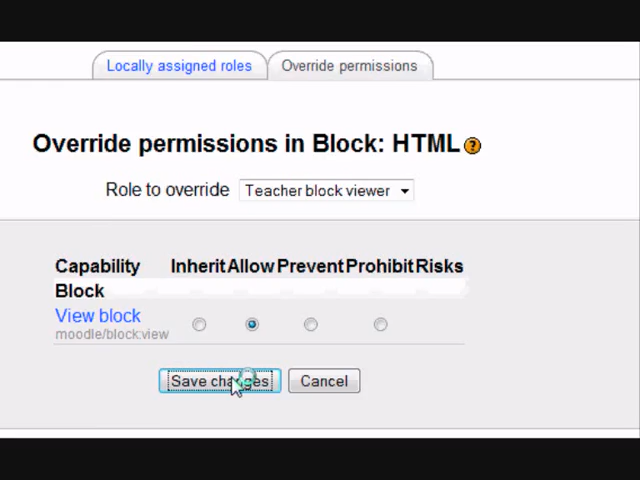 Locally assigned roles Override permissions
Override permissions in Block: HTML ?
Role to override Teacher block viewer
Capability Inherit Allow Prevent Prohibit Risks
Block
View block
moodle/block:view
Save changes Cancel